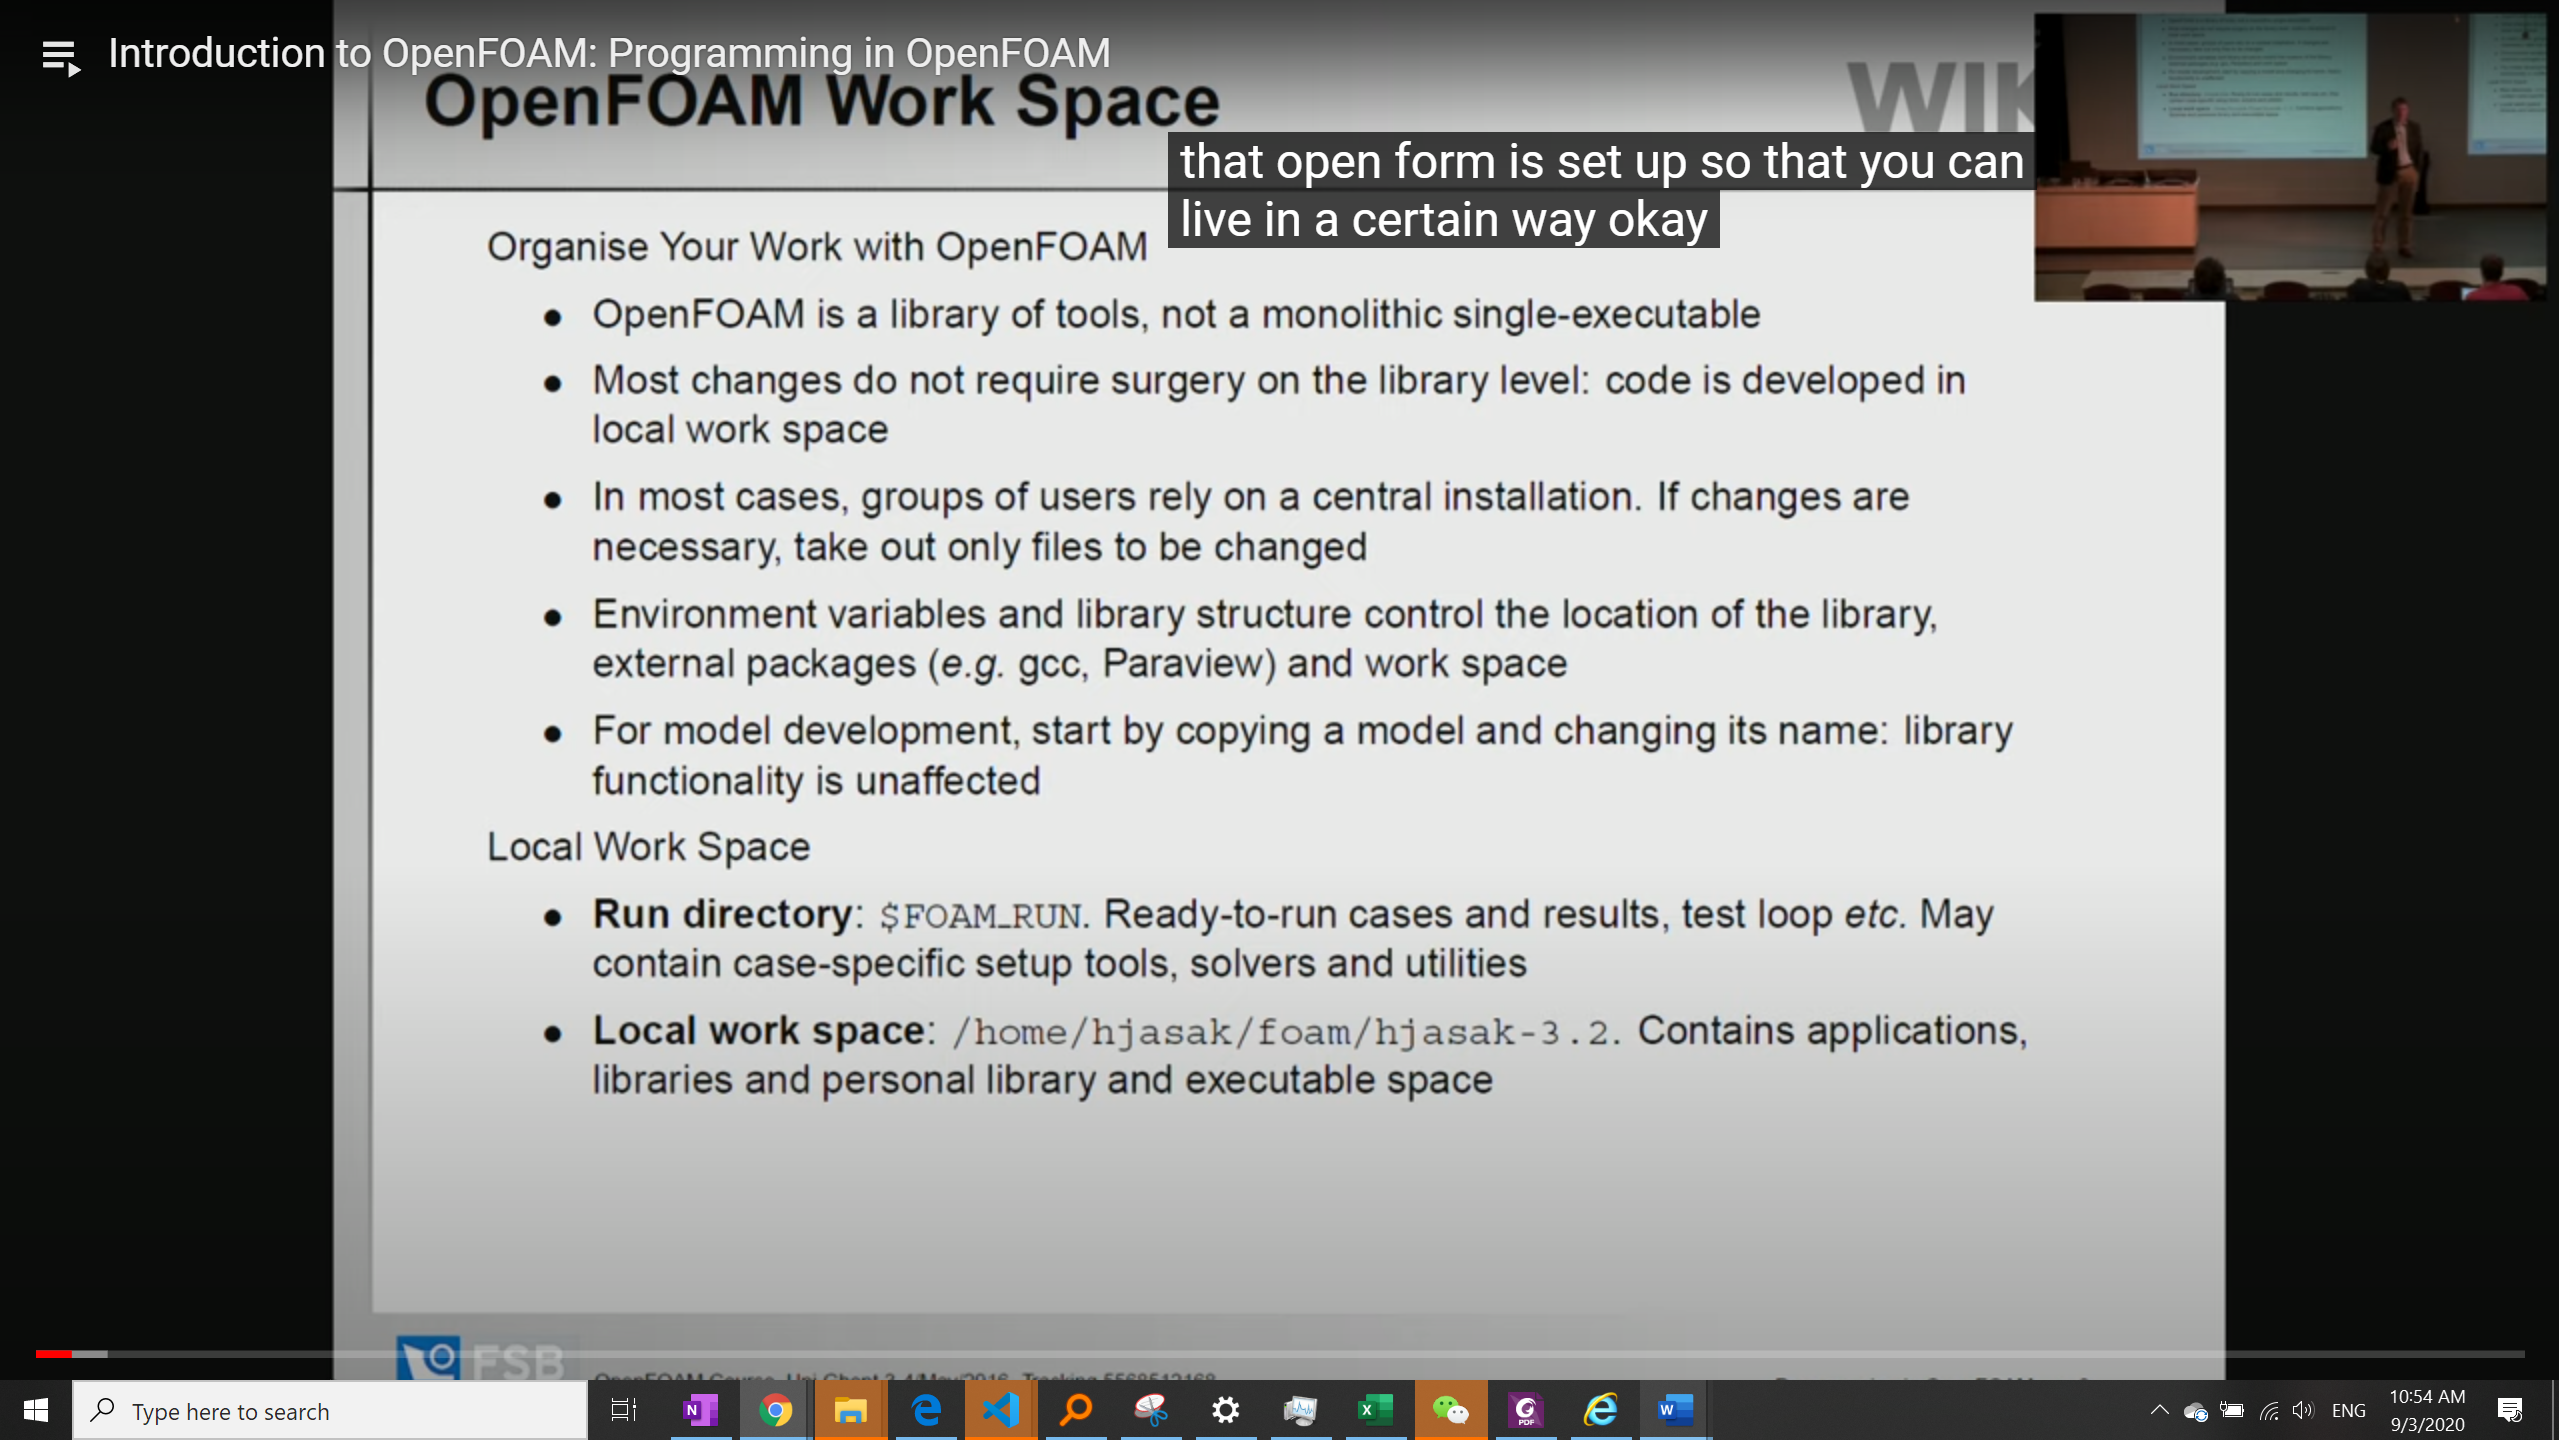 Introduction to OpenFOAM: Programming in OpenFOAM
OpenFOAM Work Space
WIK
that open form is set up so that you can
live in a certain way okay
Organise Your Work with OpenFOAM
● OpenFOAM is a library of tools, not a monolithic single-executable
● Most changes do not require surgery on the library level: code is developed in
local work space
● In most cases, groups of users rely on a central installation. If changes are
necessary, take out only files to be changed
● Environment variables and library structure control the location of the library,
external packages (e.g. gcc, Paraview) and work space
● For model development, start by copying a model and changing its name: library
functionality is unaffected
Local Work Space
● Run directory: $FOAM_RUN. Ready-to-run cases and results, test loop etc. May
contain case-specific setup tools, solvers and utilities
● Local work space: /home/hjasak/foam/hjasak-3.2. Contains applications,
libraries and personal library and executable space
FSB
Type here to search
ENG
10:54 AM
9/3/2020